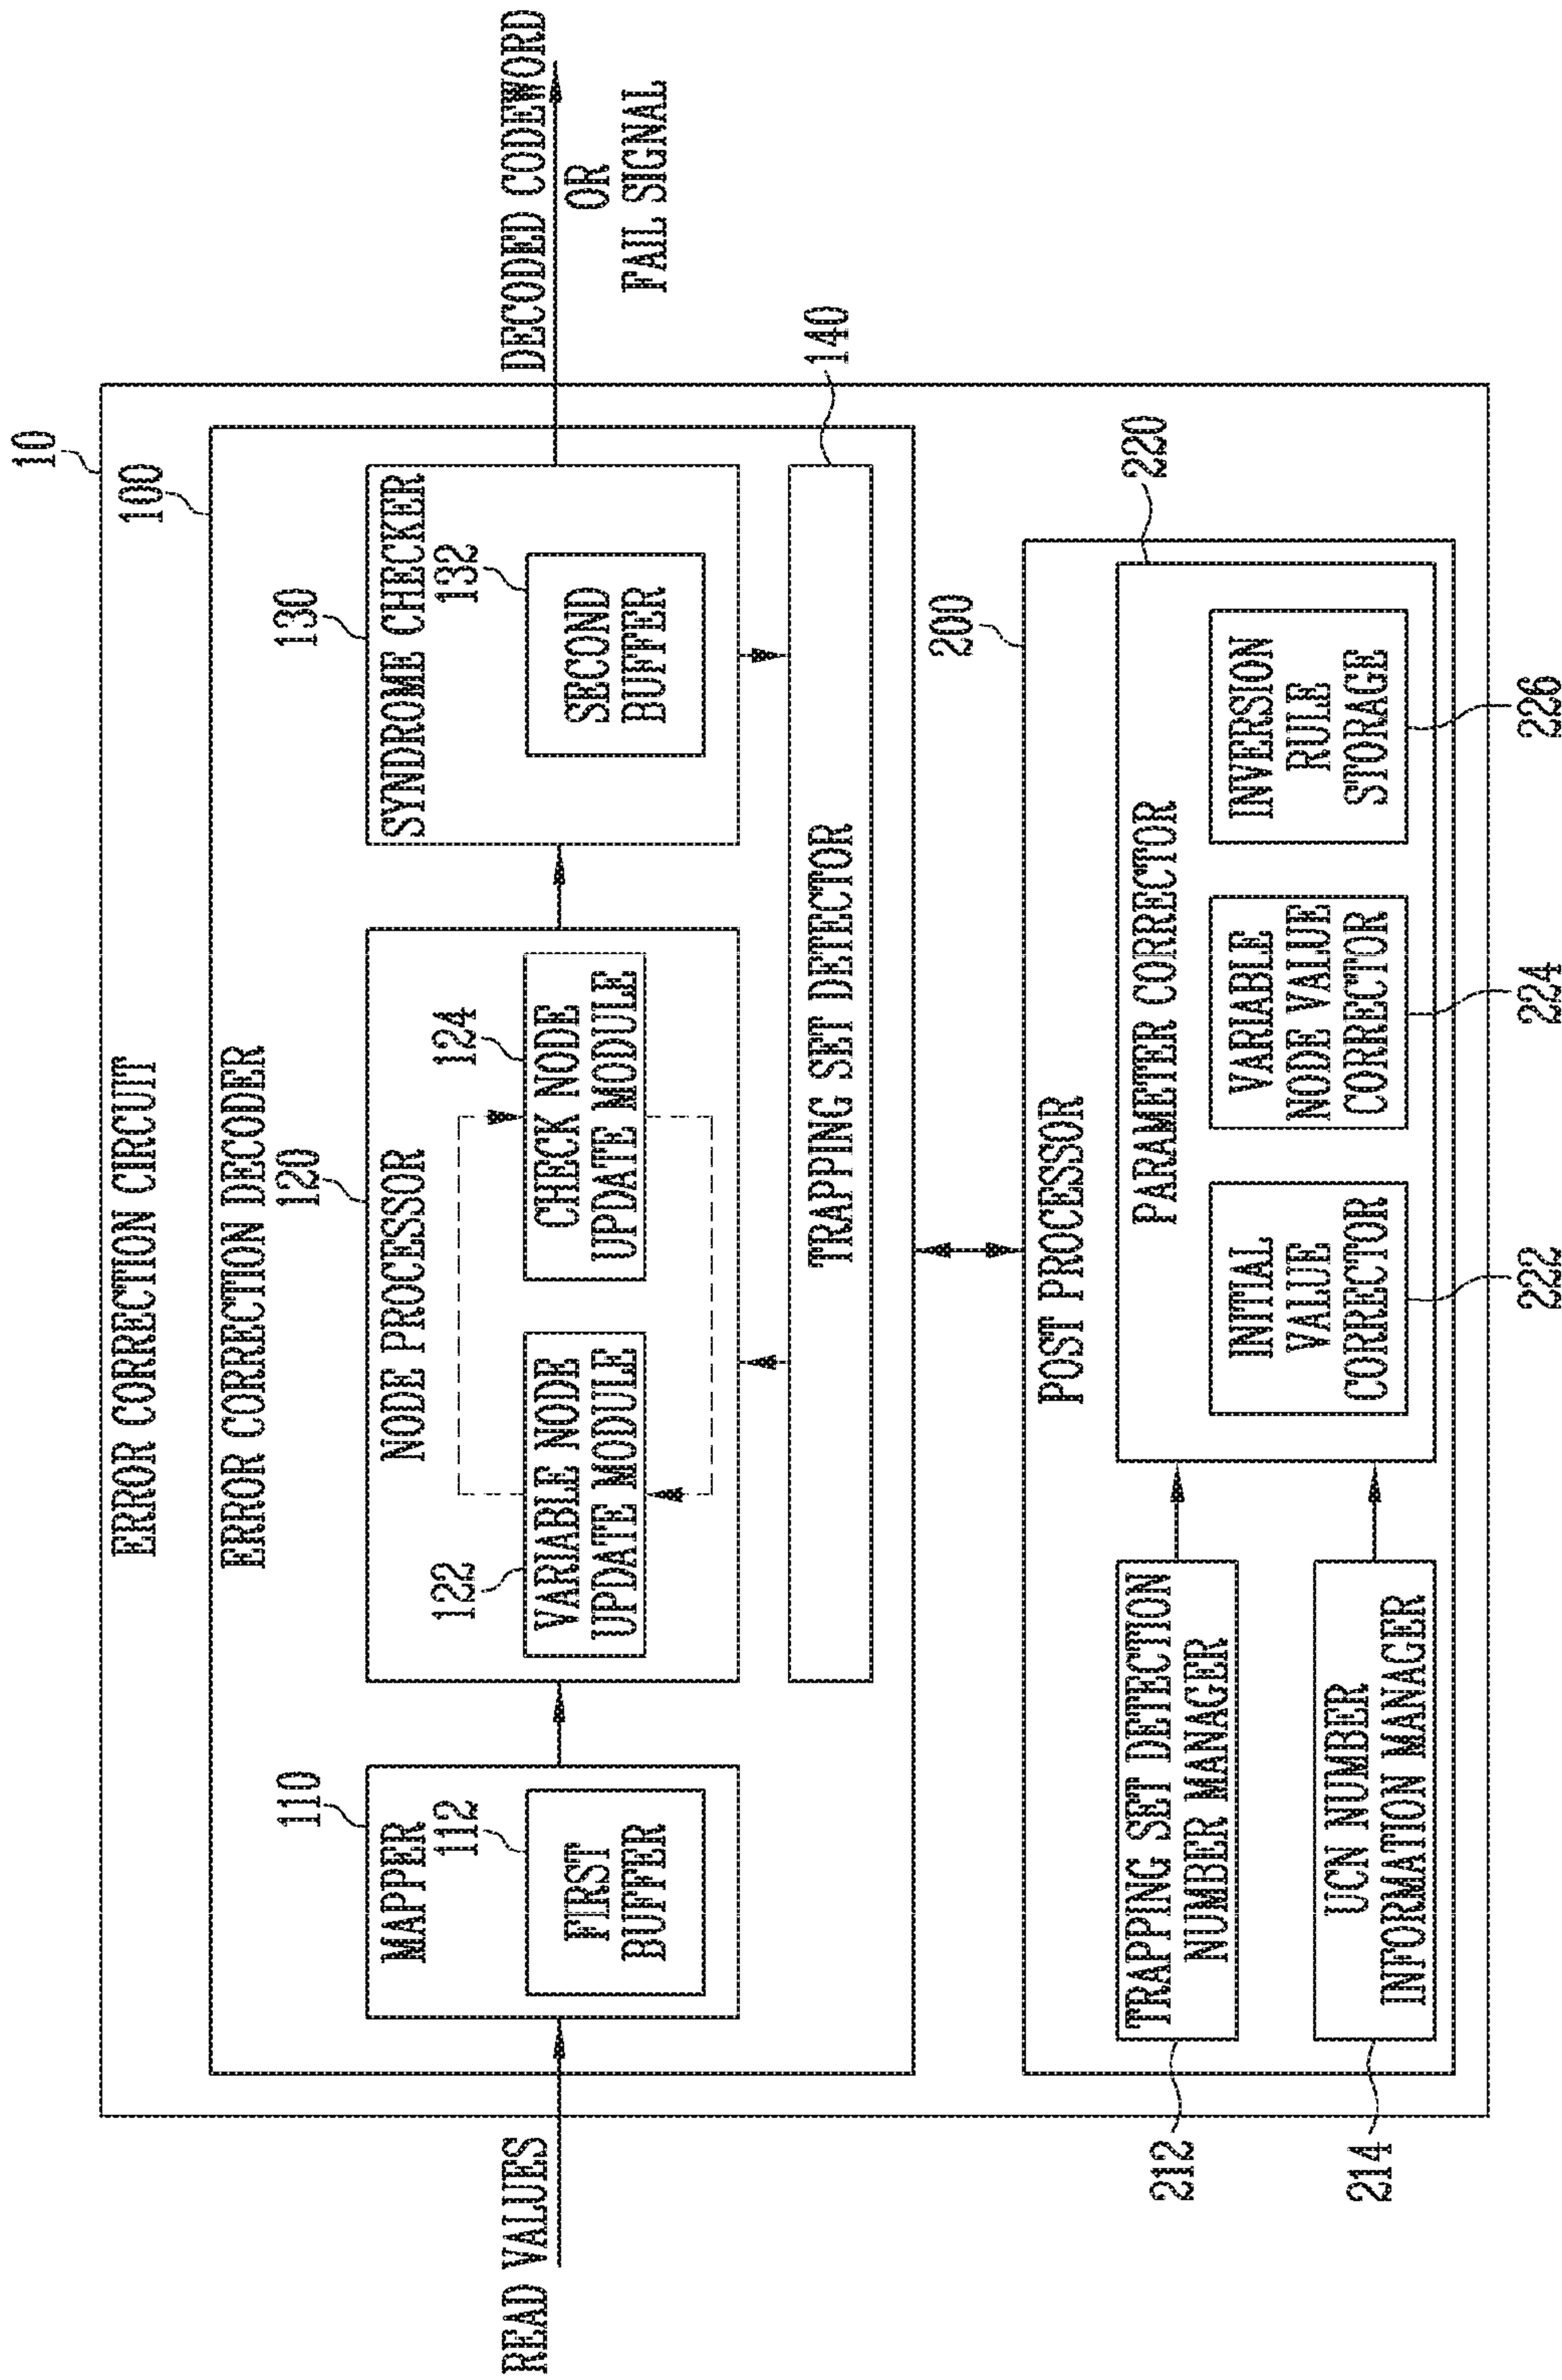 10
ERROR CORRECTION CIRCUIT
100
ERROR CORRECTION DECODER
110
MAPPER
112
FIRST
BUFFER
120
NODE PROCESSOR
122
VARIABLE NODE
UPDATE MODULE
124
CHECK NODE
UPDATE MODULE
130
SYNDROME CHECKER
132
SECOND
BUFFER
READ VALUES
DECODED CODEWORD
OR
FAIL SIGNAL
TRAPPING SET DETECTOR
140
200
POST PROCESSOR
212
TRAPPING SET DETECTION
NUMBER MANAGER
214
UCN NUMBER
INFORMATION MANAGER
220
PARAMETER CORRECTOR
INITIAL
VALUE
CORRECTOR
222
VARIABLE
NODE VALUE
CORRECTOR
224
INVERSION
RULE
STORAGE
226